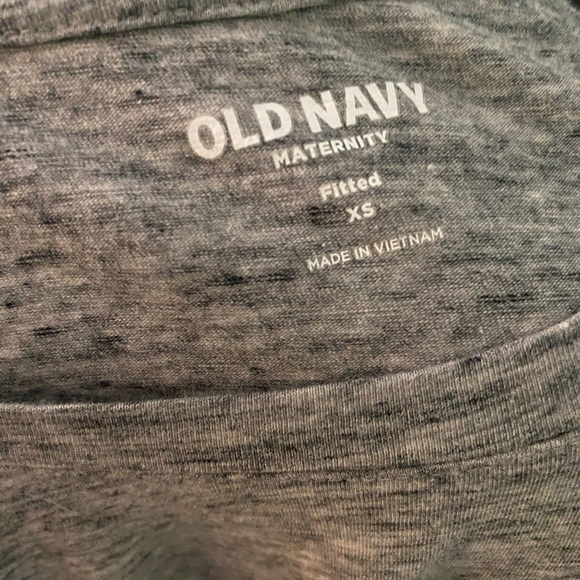 OLD NAVY
MATERNITY
Fitted
XS
MADE IN VIETNAM